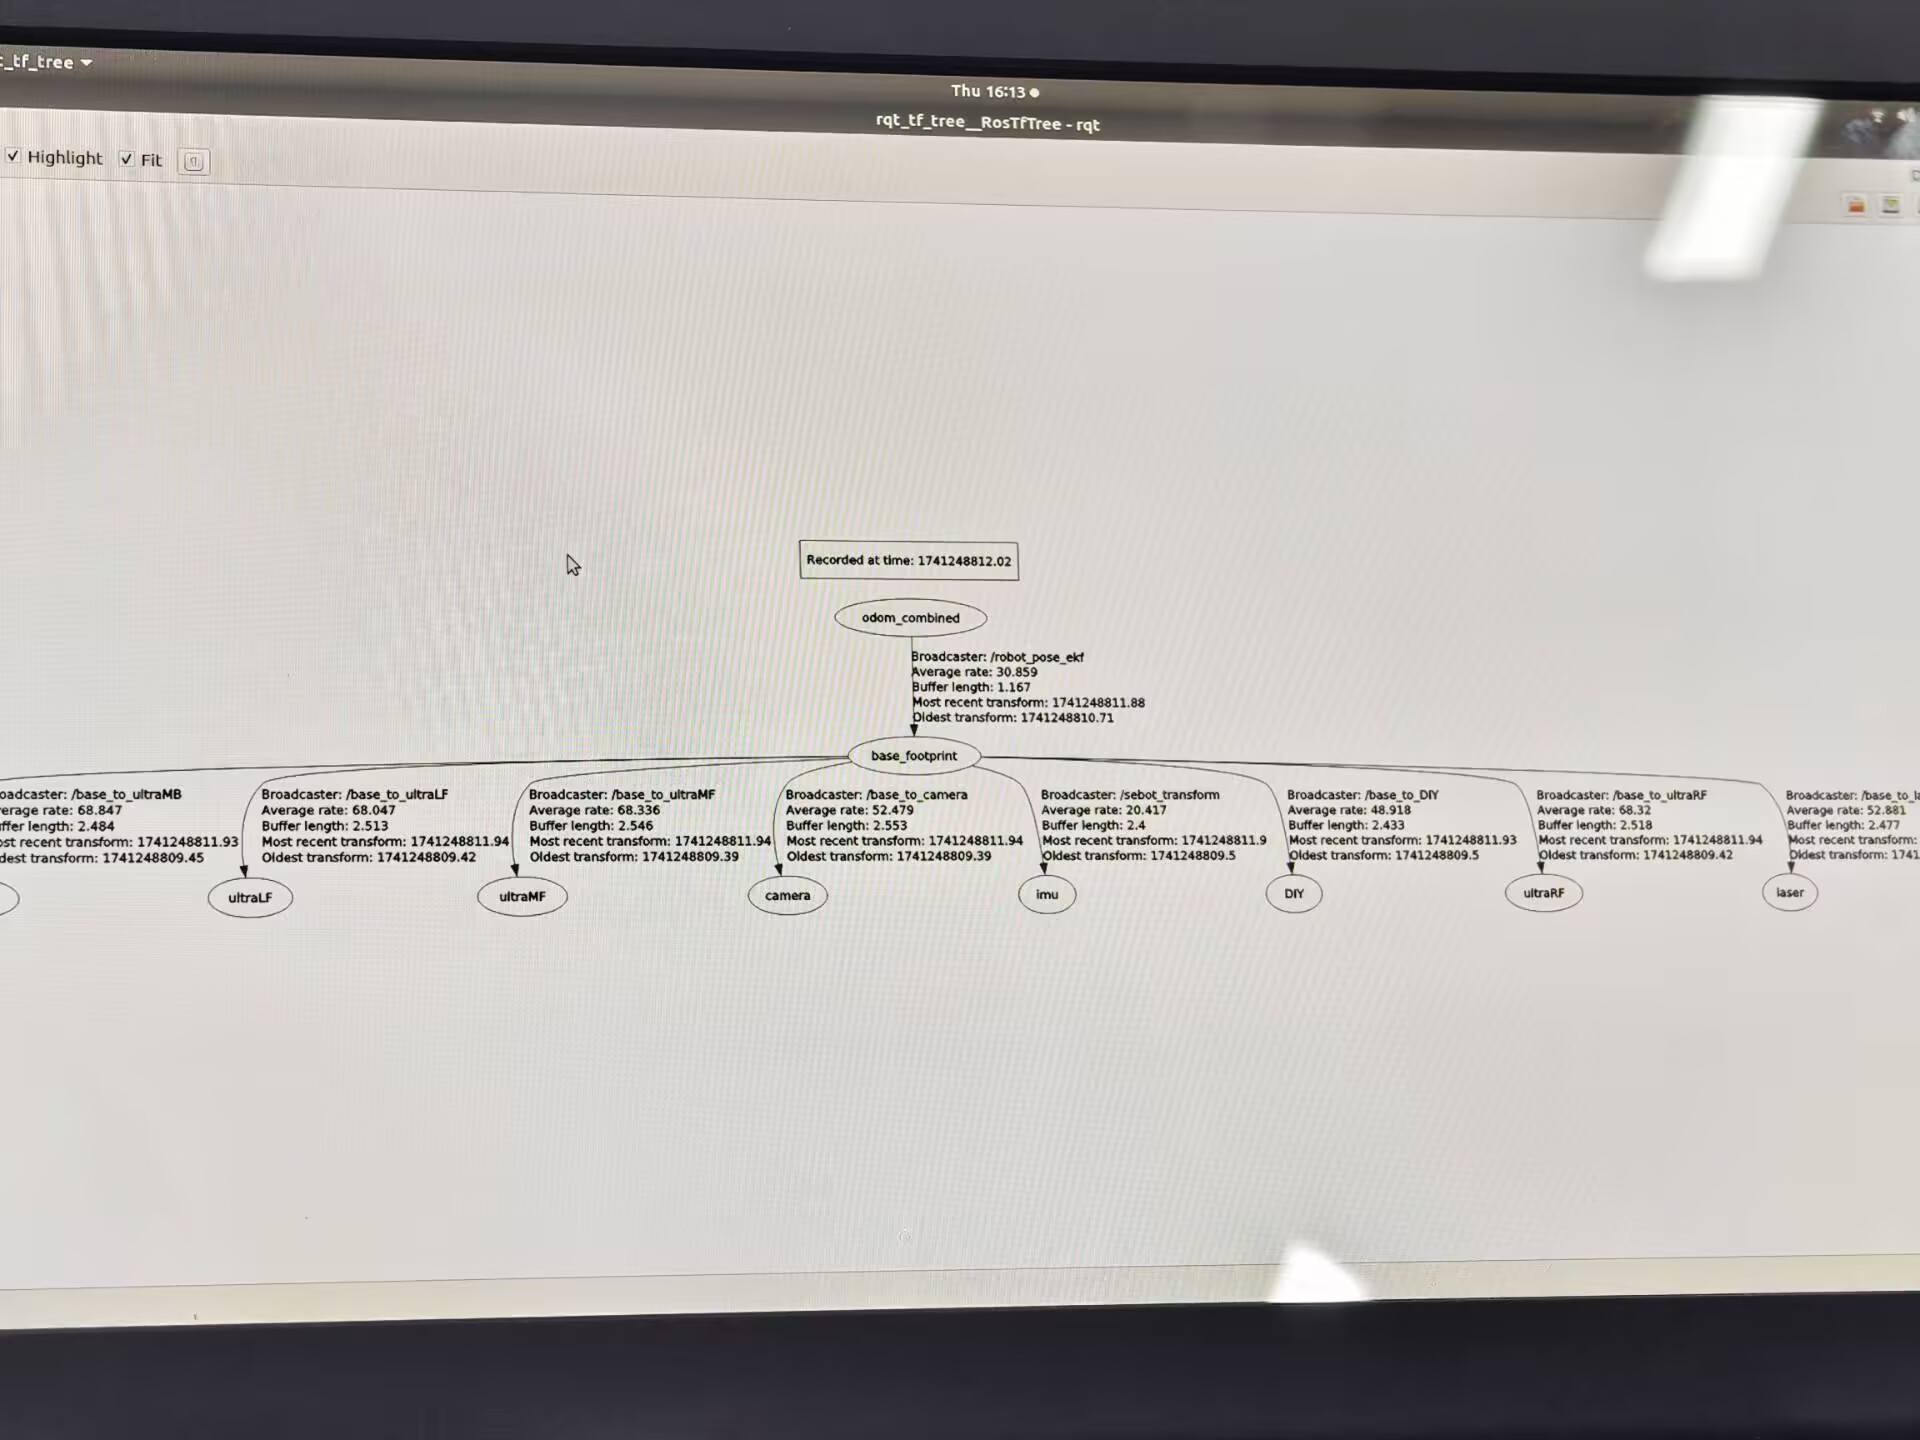 _tf_tree
Thu 16:13
rqt_tf_tree__RosTfTree - rqt
Highlight
Fit
Recorded at time: 1741248812.02
odom_combined
Broadcaster: /robot_pose_ekf
Average rate: 30.859
Buffer length: 1.167
Most recent transform: 1741248811.88
Oldest transform: 1741248810.71
base_footprint
oadcaster: /base_to_ultraMB
erage rate: 68.847
ffer length: 2.484
ost recent transform: 1741248811.93
dest transform: 1741248809.45
Broadcaster: /base_to_ultraLF
Average rate: 68.047
Buffer length: 2.513
Most recent transform: 1741248811.94
Oldest transform: 1741248809.42
ultraLF
Broadcaster: /base_to_ultraMF
Average rate: 68.336
Buffer length: 2.546
Most recent transform: 1741248811.94
Oldest transform: 1741248809.39
ultraMF
Broadcaster: /base_to_camera
Average rate: 52.479
Buffer length: 2.553
Most recent transform: 1741248811.94
Oldest transform: 1741248809.39
camera
Broadcaster: /sebot_transform
Average rate: 20.417
Buffer length: 2.4
Most recent transform: 1741248811.9
Oldest transform: 1741248809.5
imu
Broadcaster: /base_to_DIY
Average rate: 48.918
Buffer length: 2.433
Most recent transform: 1741248811.93
Oldest transform: 1741248809.5
DIY
Broadcaster: /base_to_ultraRF
Average rate: 68.32
Buffer length: 2.518
Most recent transform: 1741248811.94
Oldest transform: 1741248809.42
ultraRF
Broadcaster: /base_to_la
Average rate: 52.881
Buffer length: 2.477
Most recent transform:
Oldest transform: 1741
laser